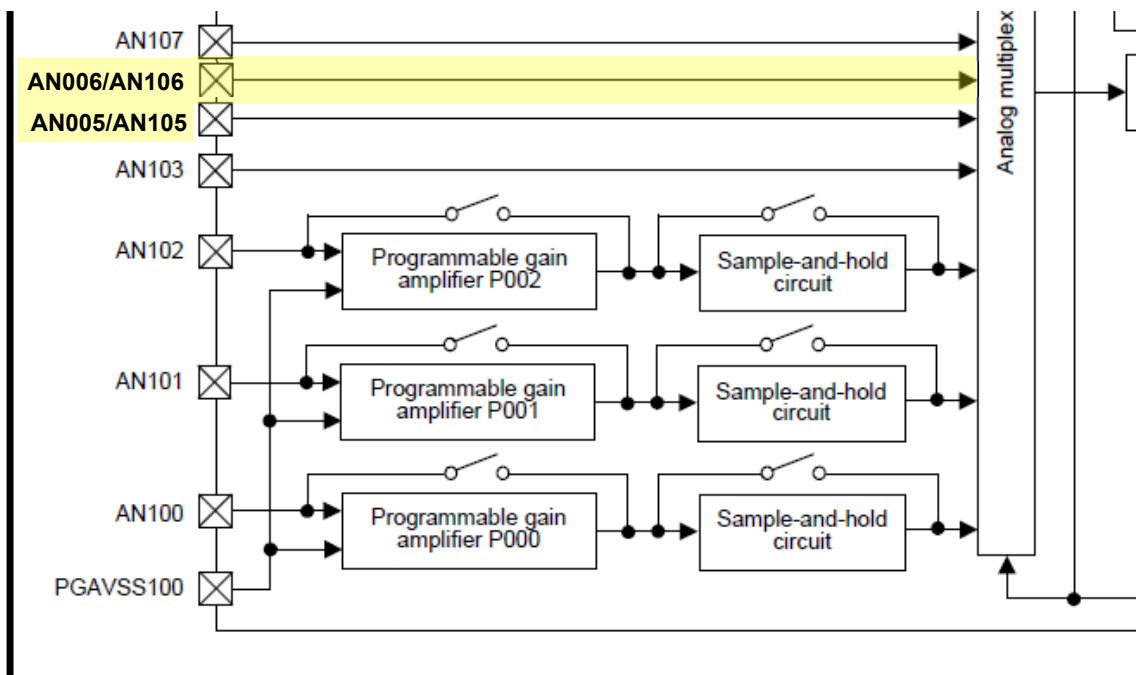 AN107
AN006/AN106
AN005/AN105
AN103
AN102
Programmable gain
amplifier P002
Sample-and-hold
circuit
AN101
Programmable gain
amplifier P001
Sample-and-hold
circuit
AN100
Programmable gain
amplifier P000
Sample-and-hold
circuit
PGAVSS100
Analog multiplex